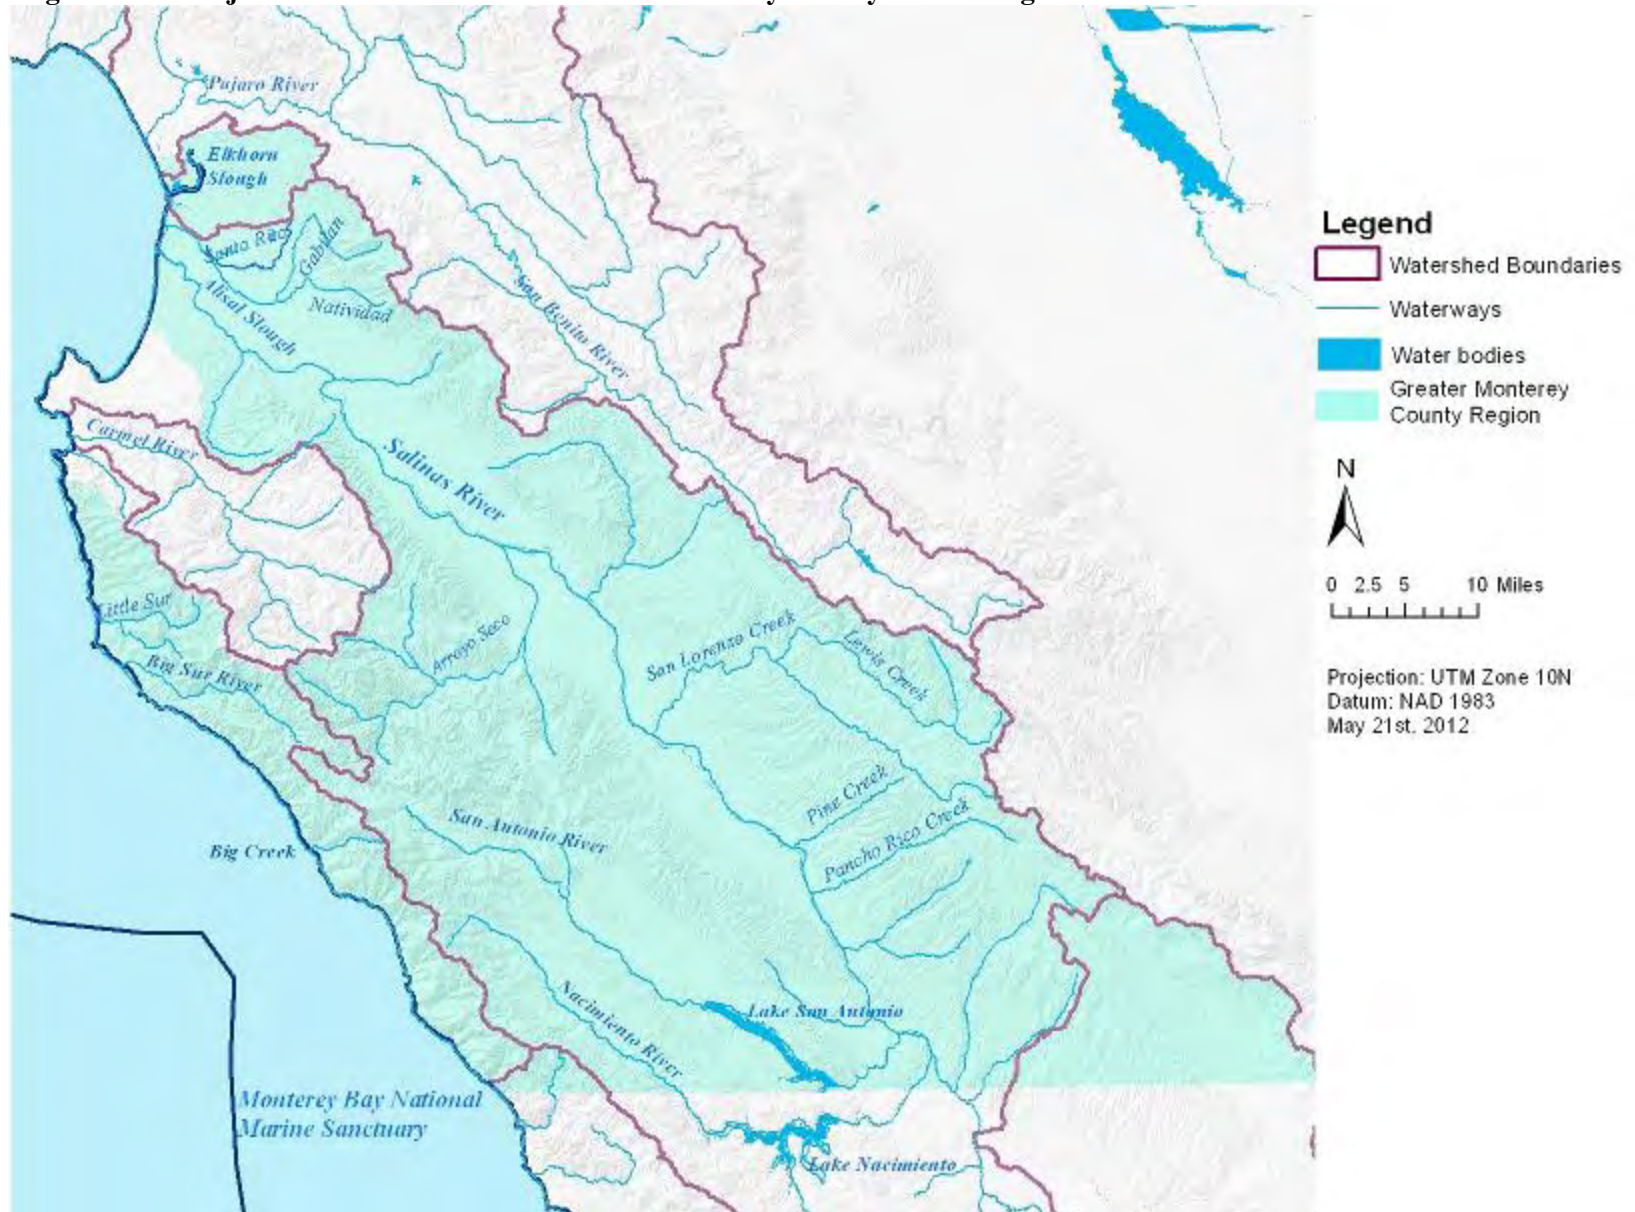 Pajaro River
Elkhorn
Slough
Santa Rita
Gabilan
Natividad
Alisal Slough
San Benito River
Carmel River
Salinas River
Little Sur
Big Sur River
Arroyo Seco
San Lorenzo Creek
Lewis Creek
Pine Creek
Pancho Rico Creek
San Antonio River
Big Creek
Nacimiento River
Lake San Antonio
Monterey Bay National
Marine Sanctuary
Lake Nacimiento
Legend
Watershed Boundaries
Waterways
Water bodies
Greater Monterey
County Region
N
0 2.5 5 10 Miles
Projection: UTM Zone 10N
Datum: NAD 1983
May 21st, 2012